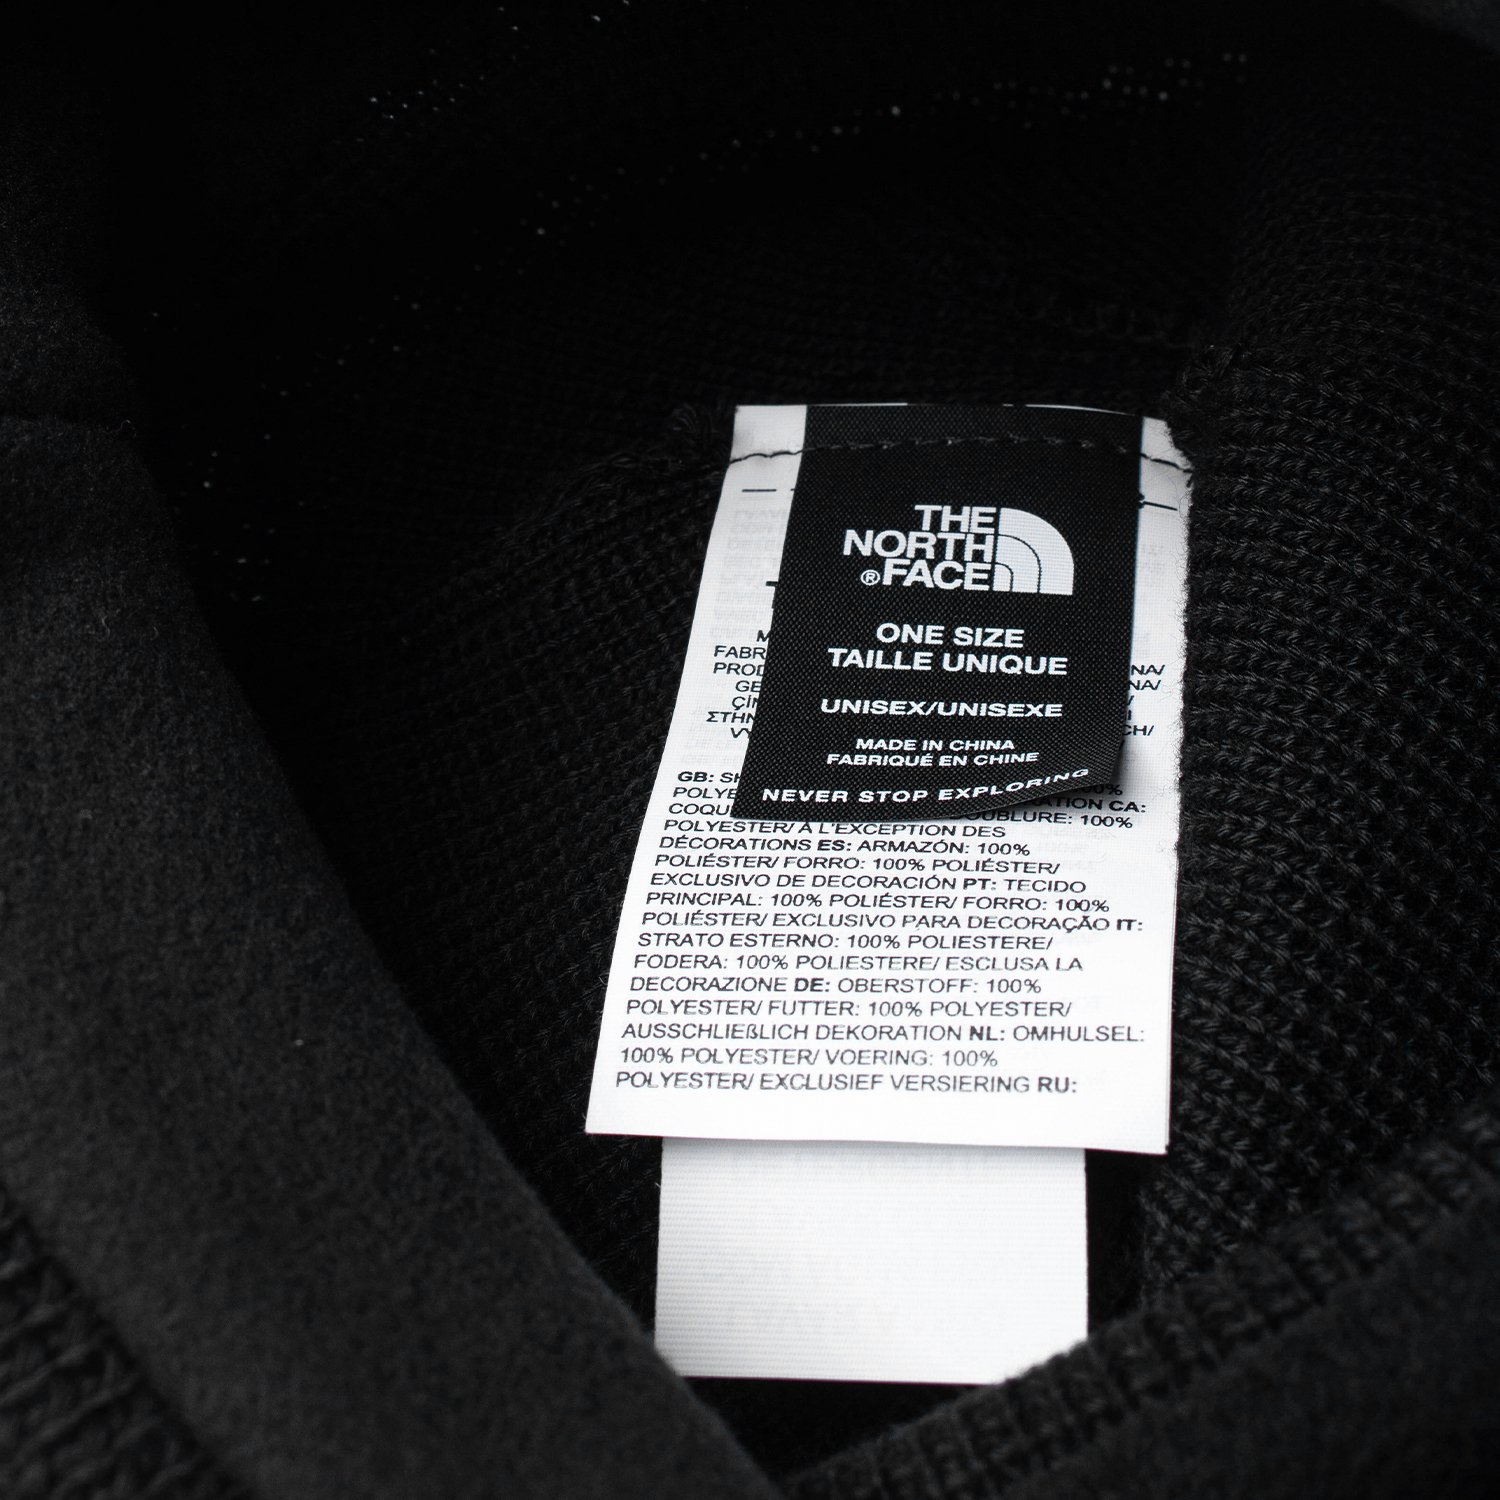 THE
NORTH
®FACE
ONE SIZE
TAILLE UNIQUE
UNISEX/UNISEXE
MADE IN CHINA
FABRIQUÉ EN CHINE
NEVER STOP EXPLORING
GB:
100%
CA:
100%
POLYESTER/ À L'EXCEPTION DES
DÉCORATIONS ES: ARMAZÓN: 100%
POLIÉSTER/ FORRO: 100% POLIÉSTER/
EXCLUSIVO DE DECORACIÓN PT: TECIDO
PRINCIPAL: 100% POLIÉSTER/ FORRO: 100%
POLIÉSTER/ EXCLUSIVO PARA DECORAÇÃO IT:
STRATO ESTERNO: 100% POLIESTERE/
FODERA: 100% POLIESTERE/ ESCLUSA LA
DECORAZIONE DE: OBERSTOFF: 100%
POLYESTER/ FUTTER: 100% POLYESTER/
AUSSCHLIEßLICH DEKORATION NL: OMHULSEL:
100% POLYESTER/ VOERING: 100%
POLYESTER/ EXCLUSIEF VERSIERING RU: